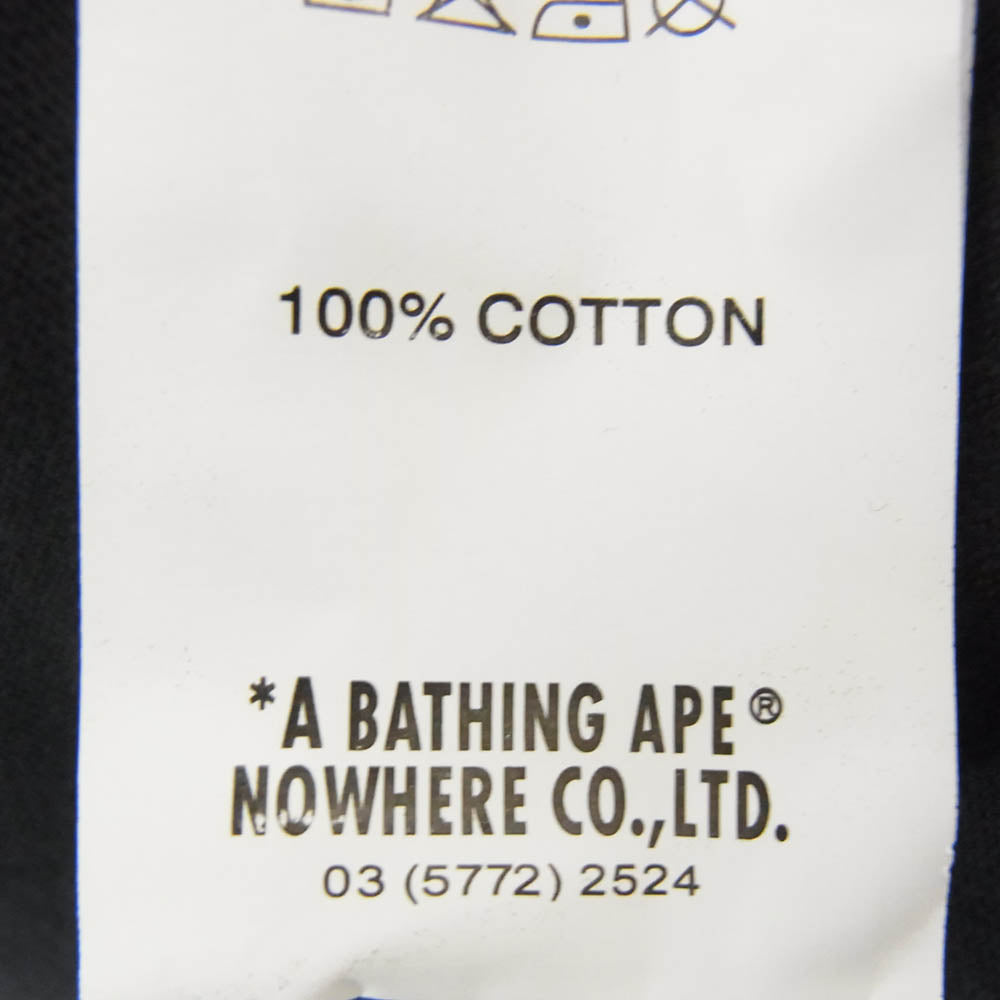 100% COTTON
*A BATHING APE®
NOWHERE CO.,LTD.
03 (5772) 2524